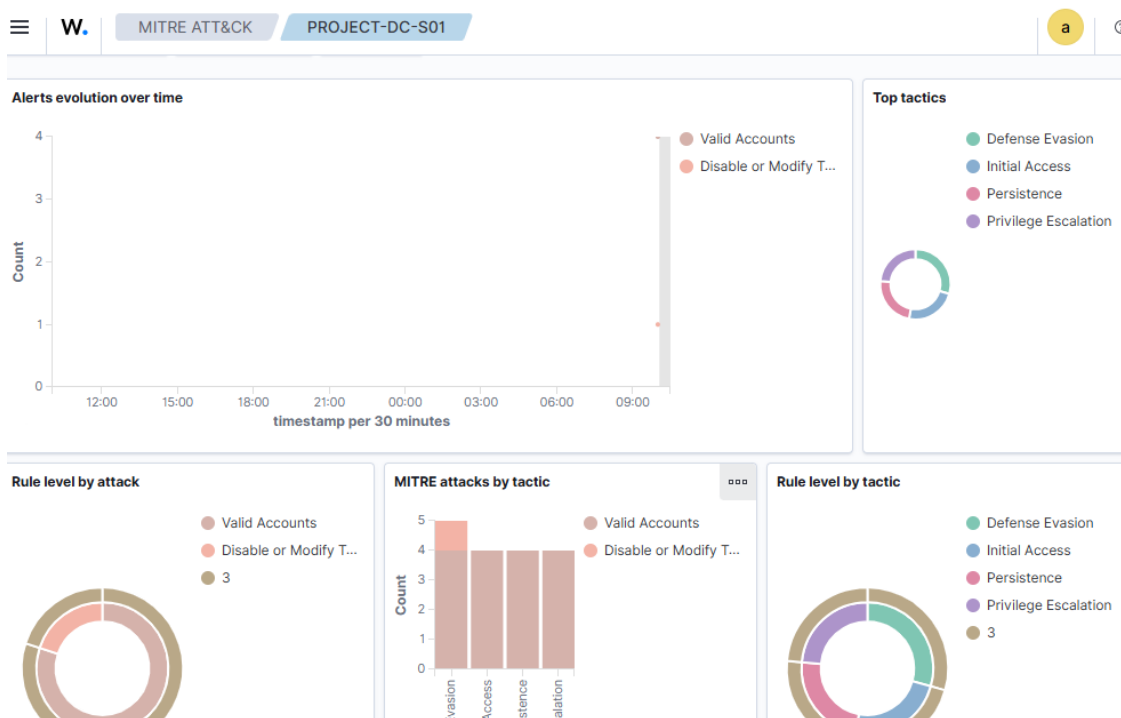 W. MITRE ATT&CK PROJECT-DC-S01 a
Alerts evolution over time
4
3
2
1
0
Count
12:00 15:00 18:00 21:00 00:00 03:00 06:00 09:00
timestamp per 30 minutes
Valid Accounts
Disable or Modify T...
Top tactics
Defense Evasion
Initial Access
Persistence
Privilege Escalation
Rule level by attack
Valid Accounts
Disable or Modify T...
3
MITRE attacks by tactic
5
4
3
2
1
0
Count
Valid Accounts
Disable or Modify T...
Access
Rule level by tactic
Defense Evasion
Initial Access
Persistence
Privilege Escalation
3